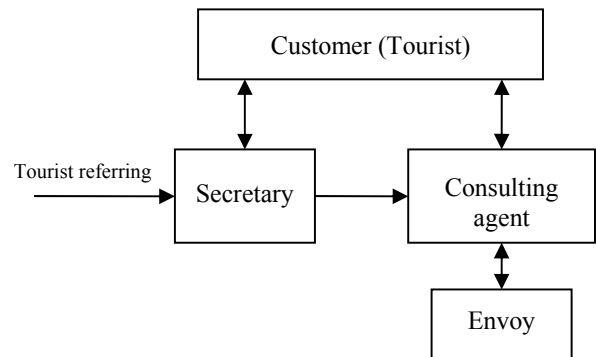 Customer (Tourist)
Tourist referring
Secretary
Consulting
agent
Envoy